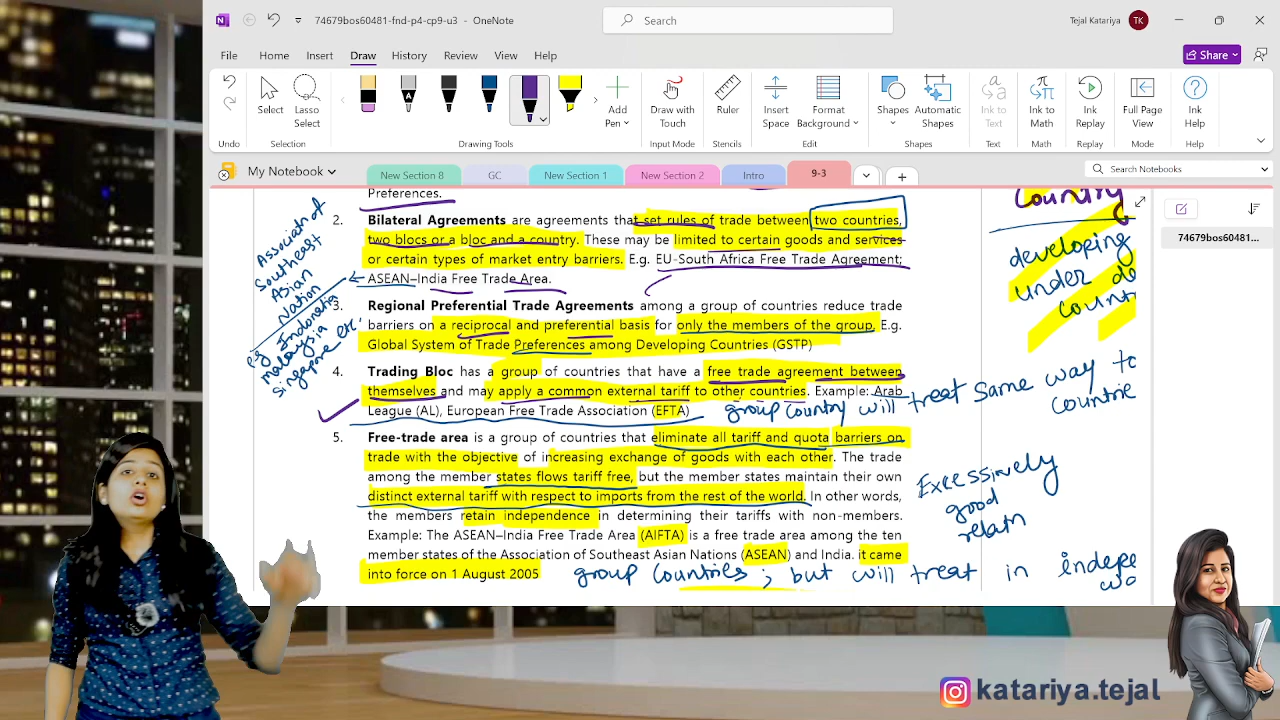 74679bos60481-fnd-p4-cp9-u3 - OneNote
Search
Tejal Katariya
TK
File Home Insert Draw History Review View Help
Share
Select
Lasso Select
Add Pen
Draw with Touch
Ruler
Insert Space
Format Background
Shapes
Automatic Shapes
Ink to Text
Ink to Math
Ink Replay
Full Page View
Ink Help
Undo Selection Drawing Tools Input Mode Stencils Edit Shapes Text Math Replay Mode Help
My Notebook
New Section 8 GC New Section 1 New Section 2 Intro 9-3
Search Notebooks
74679bos60481...
Preferences.
2. Bilateral Agreements are agreements that set rules of trade between two countries,
two blocs or a bloc and a country. These may be limited to certain goods and services
or certain types of market entry barriers. E.g. EU-South Africa Free Trade Agreement;
ASEAN–India Free Trade Area.
3. Regional Preferential Trade Agreements among a group of countries reduce trade
barriers on a reciprocal and preferential basis for only the members of the group. E.g.
Global System of Trade Preferences among Developing Countries (GSTP)
4. Trading Bloc has a group of countries that have a free trade agreement between
themselves and may apply a common external tariff to other countries. Example: Arab
League (AL), European Free Trade Association (EFTA)
group country will treat same way to
countrie
5. Free-trade area is a group of countries that eliminate all tariff and quota barriers on
trade with the objective of increasing exchange of goods with each other. The trade
among the member states flows tariff free, but the member states maintain their own
distinct external tariff with respect to imports from the rest of the world. In other words,
the members retain independence in determining their tariffs with non-members.
Example: The ASEAN–India Free Trade Area (AIFTA) is a free trade area among the ten
member states of the Association of Southeast Asian Nations (ASEAN) and India. it came
into force on 1 August 2005
group countries; but will treat in indepe
wa
Associatn of
Southeast
Asian
Nation
e.g Indonetia
malaysia
singapore etc.
Country
developing
under de
count
Excessively
good
relatn
katariya.tejal